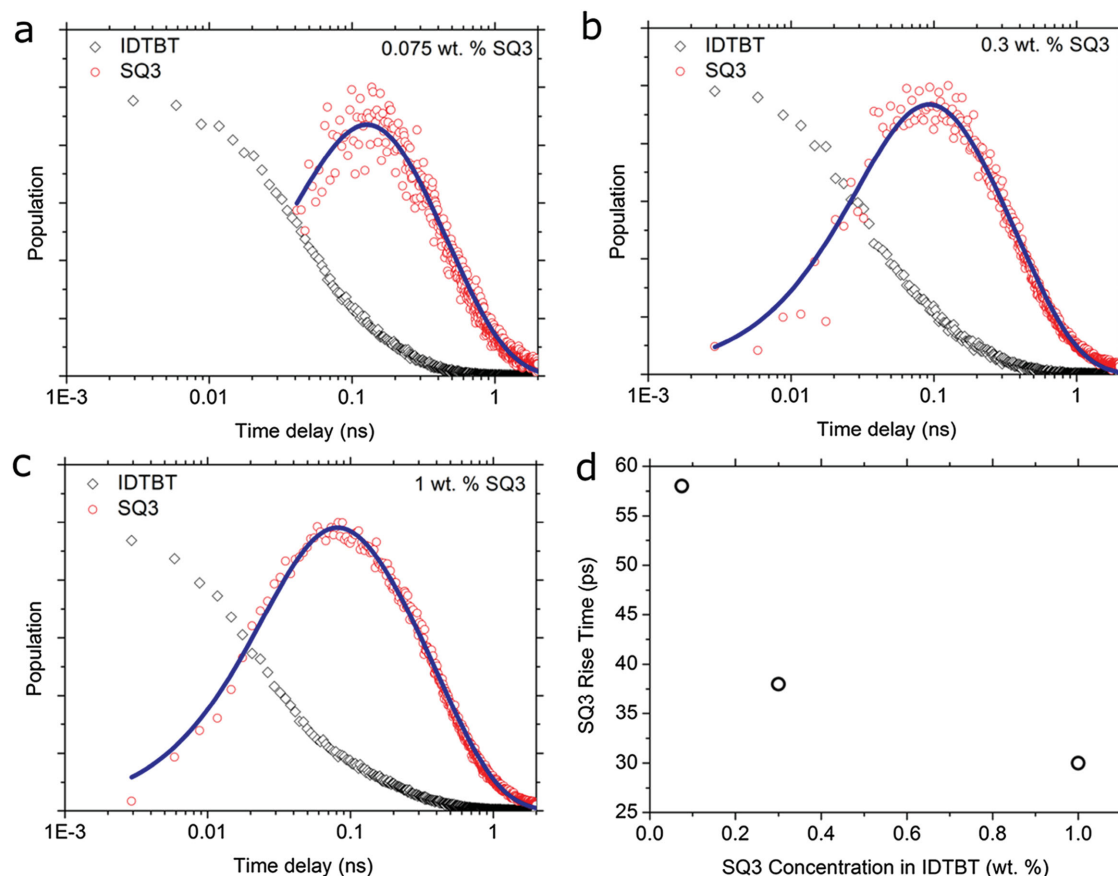 a
IDTBT
SQ3
0.075 wt. % SQ3
Population
1E-3
0.01
0.1
1
Time delay (ns)
b
IDTBT
SQ3
0.3 wt. % SQ3
Population
1E-3
0.01
0.1
1
Time delay (ns)
c
IDTBT
SQ3
1 wt. % SQ3
Population
1E-3
0.01
0.1
1
Time delay (ns)
d
SQ3 Rise Time (ps)
60
55
50
45
40
35
30
25
0.0
0.2
0.4
0.6
0.8
1.0
SQ3 Concentration in IDTBT (wt. %)